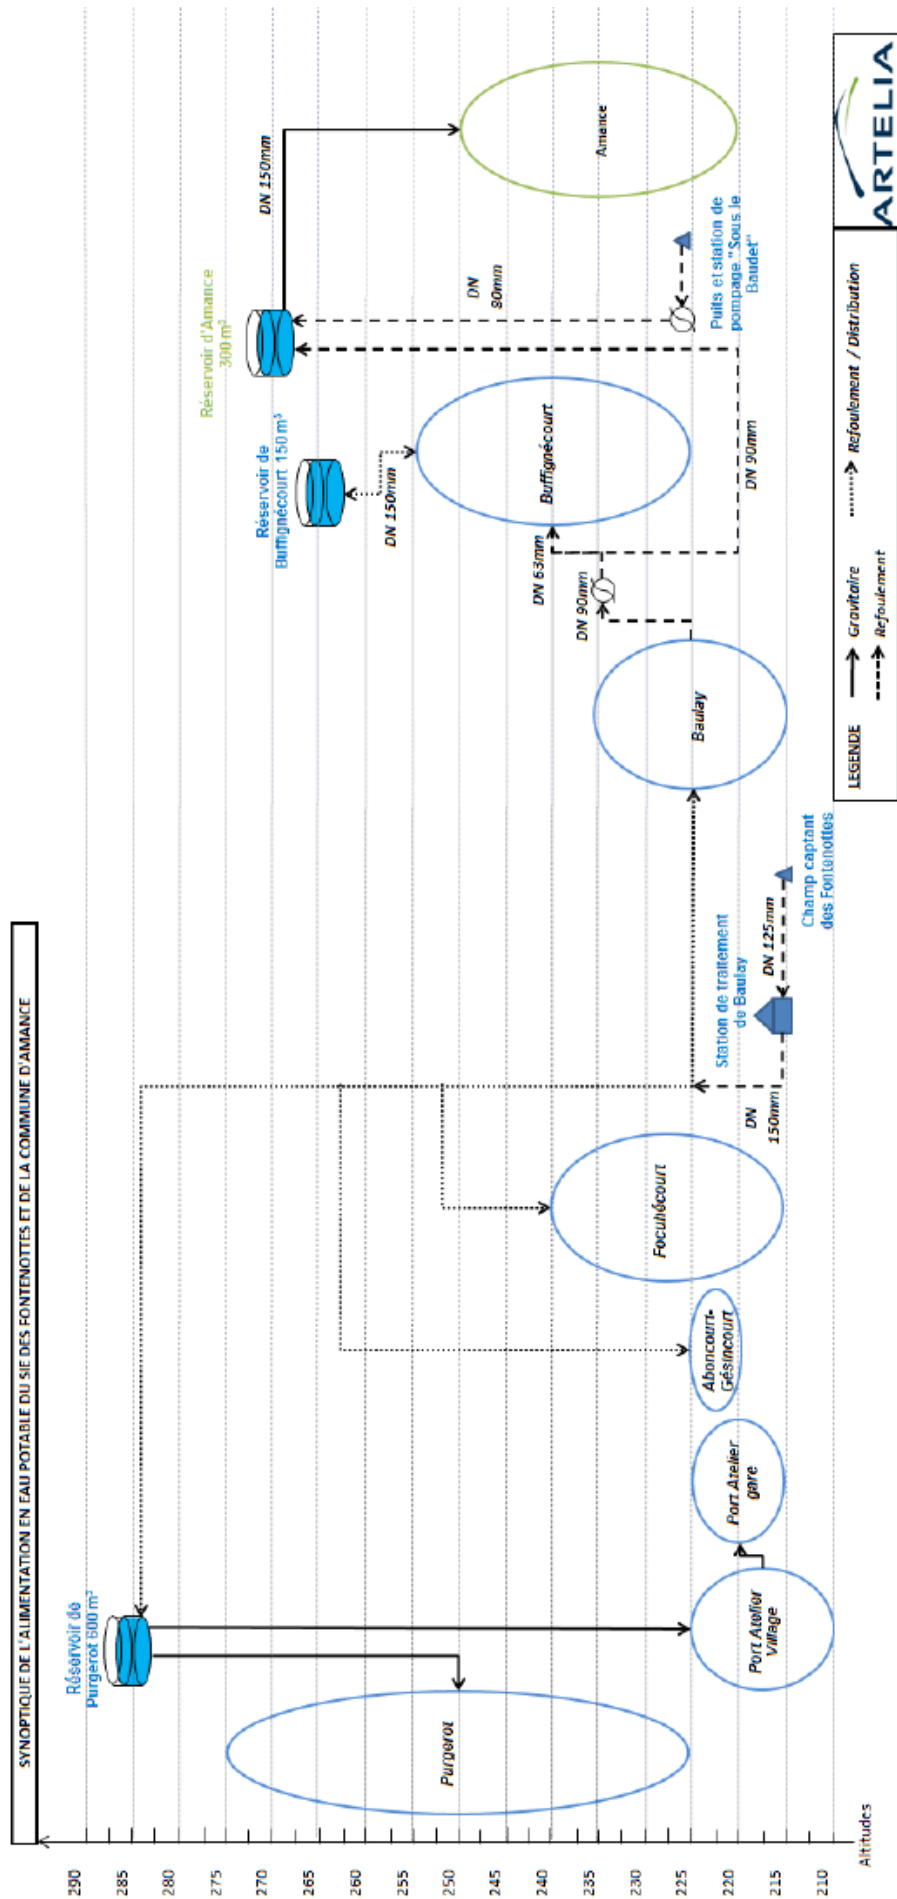 SYNOPTIQUE DE L'ALIMENTATION EN EAU POTABLE DU SIE DES FONTENOTTES ET DE LA COMMUNE D'AMANCE
290
285
280
275
270
265
260
255
250
245
240
235
230
225
220
215
210
Altitudes
Réservoir de
Purgerot 600 m³
Purgerot
Port Atelier
Village
Port Atelier
gare
Aboncourt-
Gésincourt
Focuhécourt
DN
150mm
Station de traitement
de Baulay
DN 125mm
Champ captant
des Fontenottes
Baulay
DN 90mm
DN 63mm
Réservoir de
Buffignécourt 150 m³
DN 150mm
Buffignécourt
DN 90mm
Réservoir d'Amance
300 m³
DN 150mm
DN
80mm
Puits et station de
pompage "Sous le
Baudet"
Amance
LEGENDE
Gravitaire
Refoulement / Distribution
Refoulement
ARTELIA